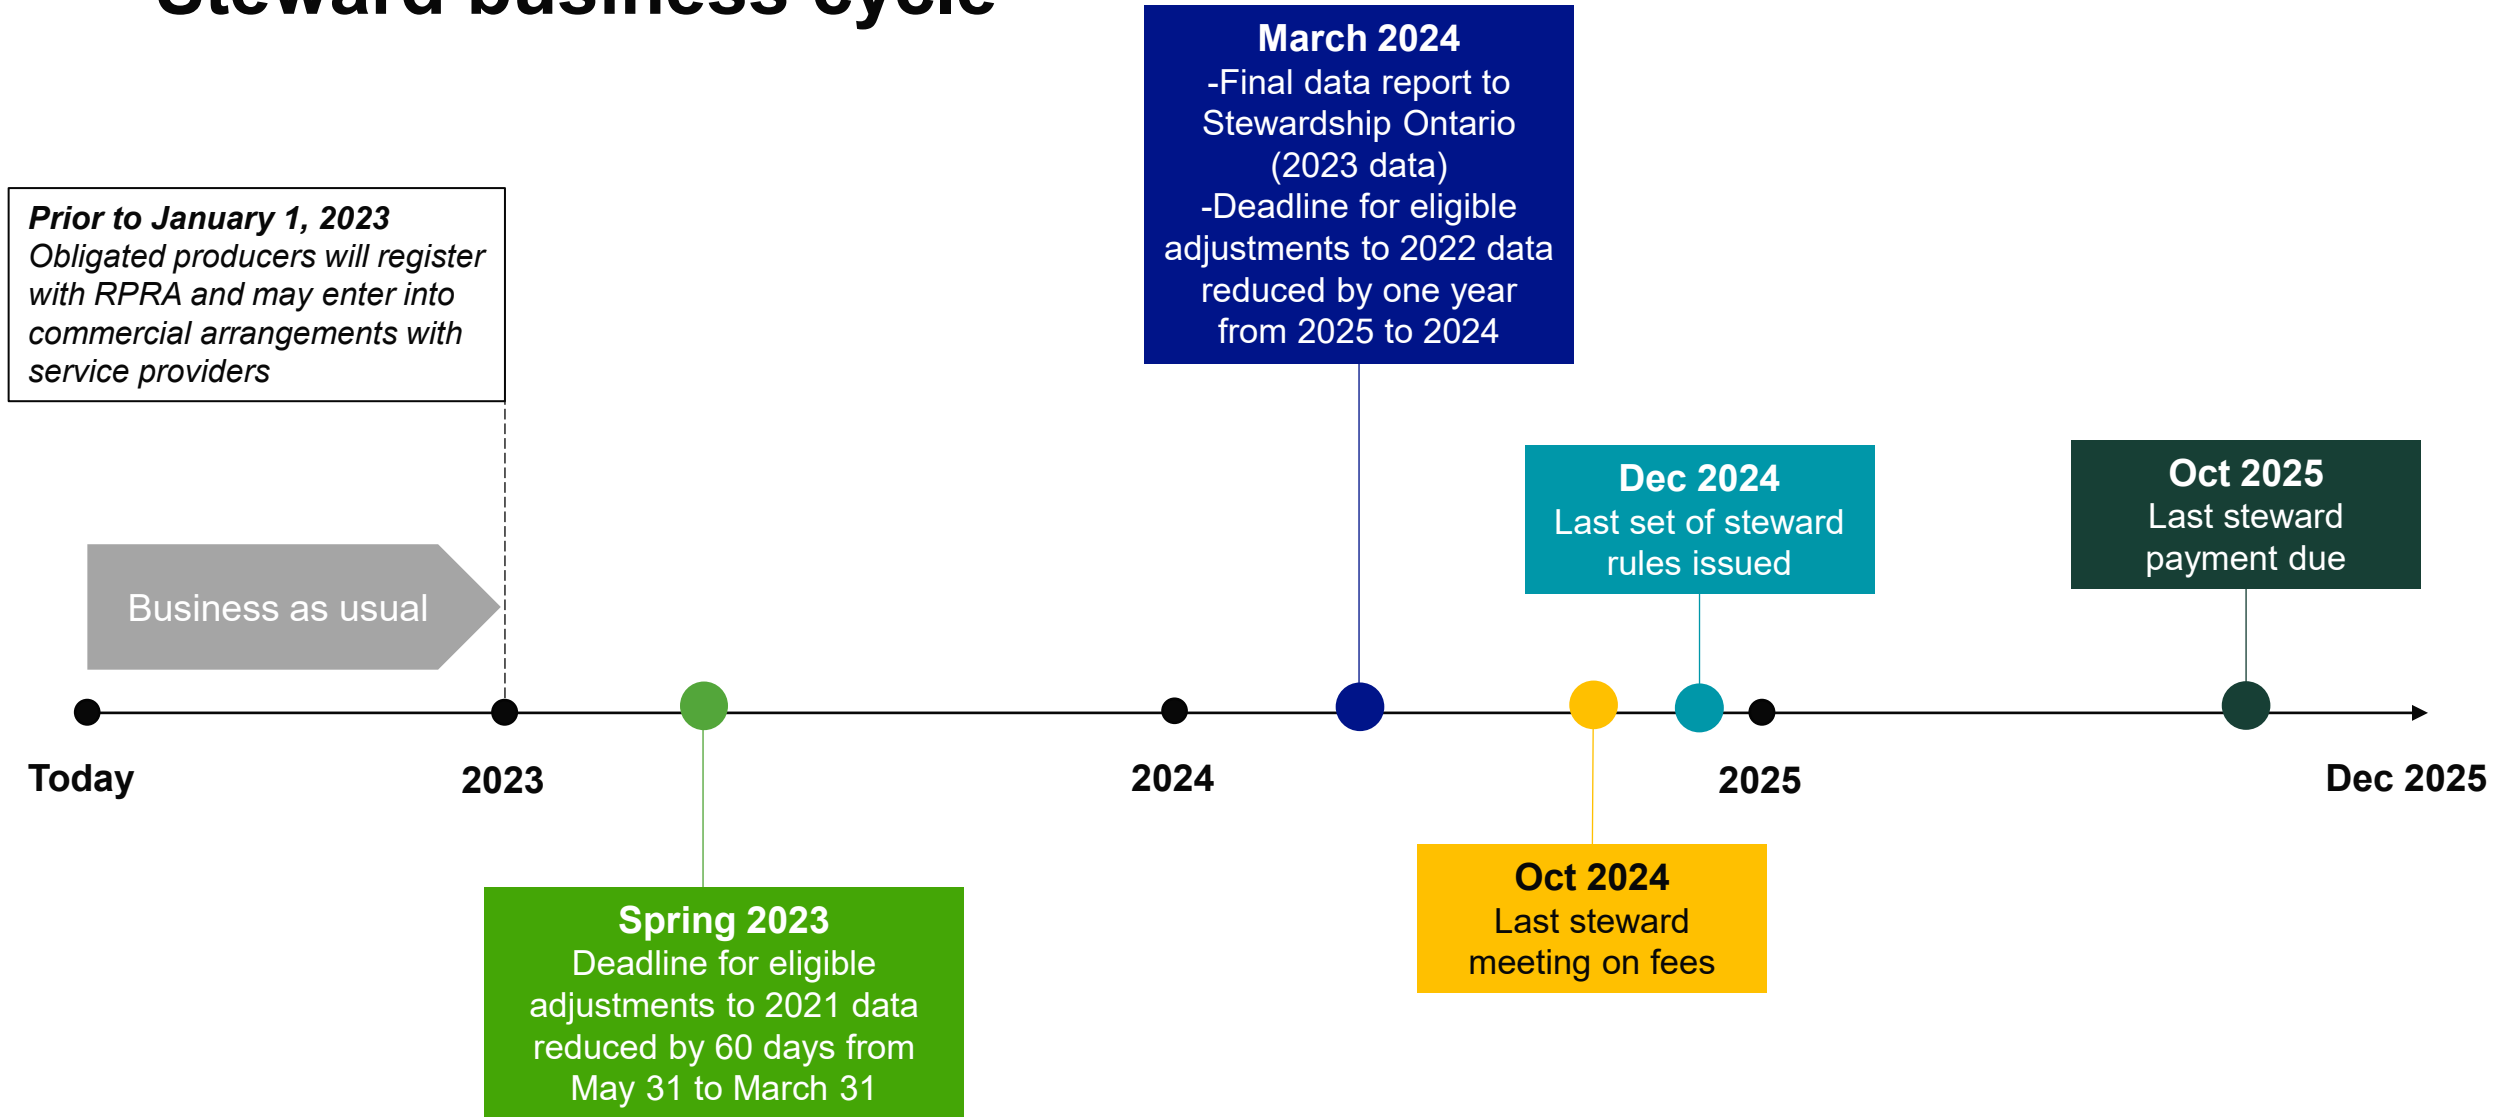 Steward business cycle
March 2024
-Final data report to
Stewardship Ontario
(2023 data)
-Deadline for eligible
adjustments to 2022 data
reduced by one year
from 2025 to 2024
Prior to January 1, 2023
Obligated producers will register
with RPRA and may enter into
commercial arrangements with
service providers
Dec 2024
Last set of steward
rules issued
Oct 2025
Last steward
payment due
Business as usual
Today
2023
2024
2025
Dec 2025
Spring 2023
Deadline for eligible
adjustments to 2021 data
reduced by 60 days from
May 31 to March 31
Oct 2024
Last steward
meeting on fees